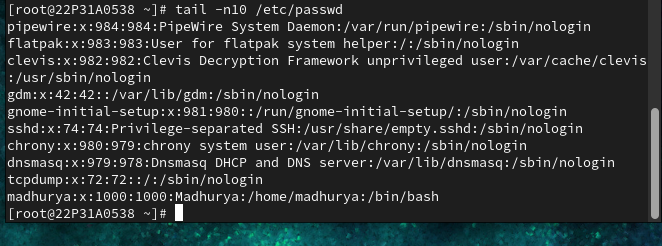 [root@22P31A0538 ~]# tail -n10 /etc/passwd
pipewire:x:984:984:PipeWire System Daemon:/var/run/pipewire:/sbin/nologin
flatpak:x:983:983:User for flatpak system helper:/:/sbin/nologin
clevis:x:982:982:Clevis Decryption Framework unprivileged user:/var/cache/clevis
:/usr/sbin/nologin
gdm:x:42:42::/var/lib/gdm:/sbin/nologin
gnome-initial-setup:x:981:980::/run/gnome-initial-setup/:/sbin/nologin
sshd:x:74:74:Privilege-separated SSH:/usr/share/empty.sshd:/sbin/nologin
chrony:x:980:979:chrony system user:/var/lib/chrony:/sbin/nologin
dnsmasq:x:979:978:Dnsmasq DHCP and DNS server:/var/lib/dnsmasq:/sbin/nologin
tcpdump:x:72:72::/:/sbin/nologin
madhurya:x:1000:1000:Madhurya:/home/madhurya:/bin/bash
[root@22P31A0538 ~]#